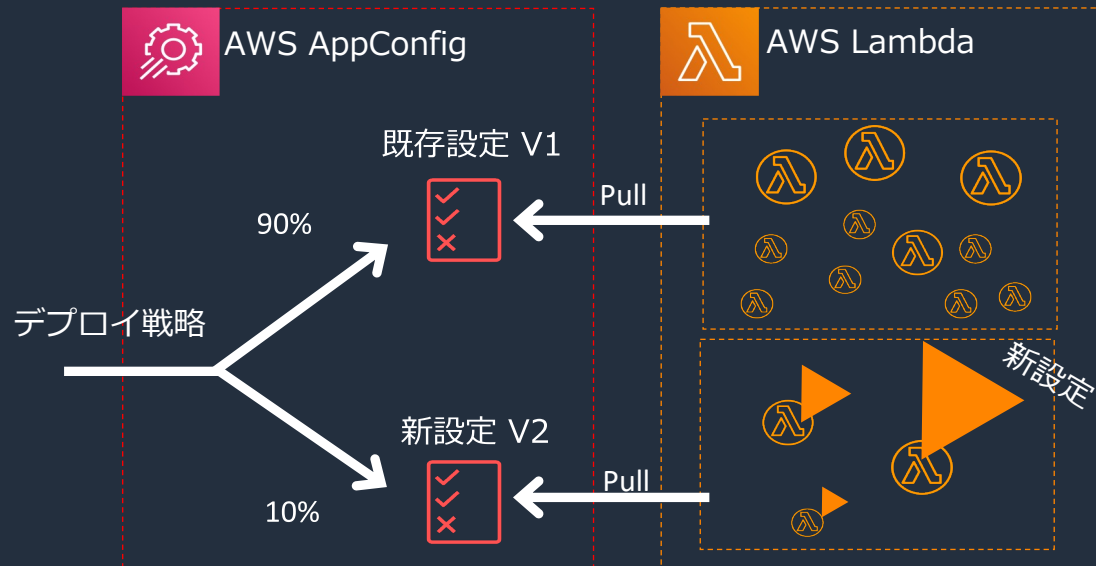 AWS AppConfig
AWS Lambda
既存設定 V1
Pull
90%
デプロイ戦略
新設定
新設定 V2
Pull
10%